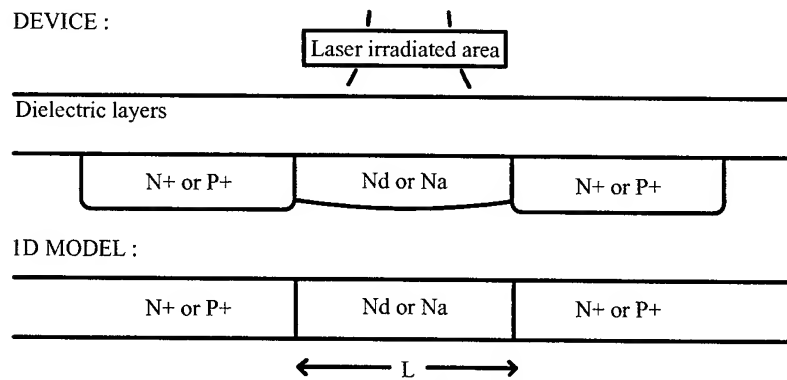 DEVICE :
Laser irradiated area
Dielectric layers
N+ or P+ Nd or Na N+ or P+
1D MODEL :
N+ or P+ Nd or Na N+ or P+
L